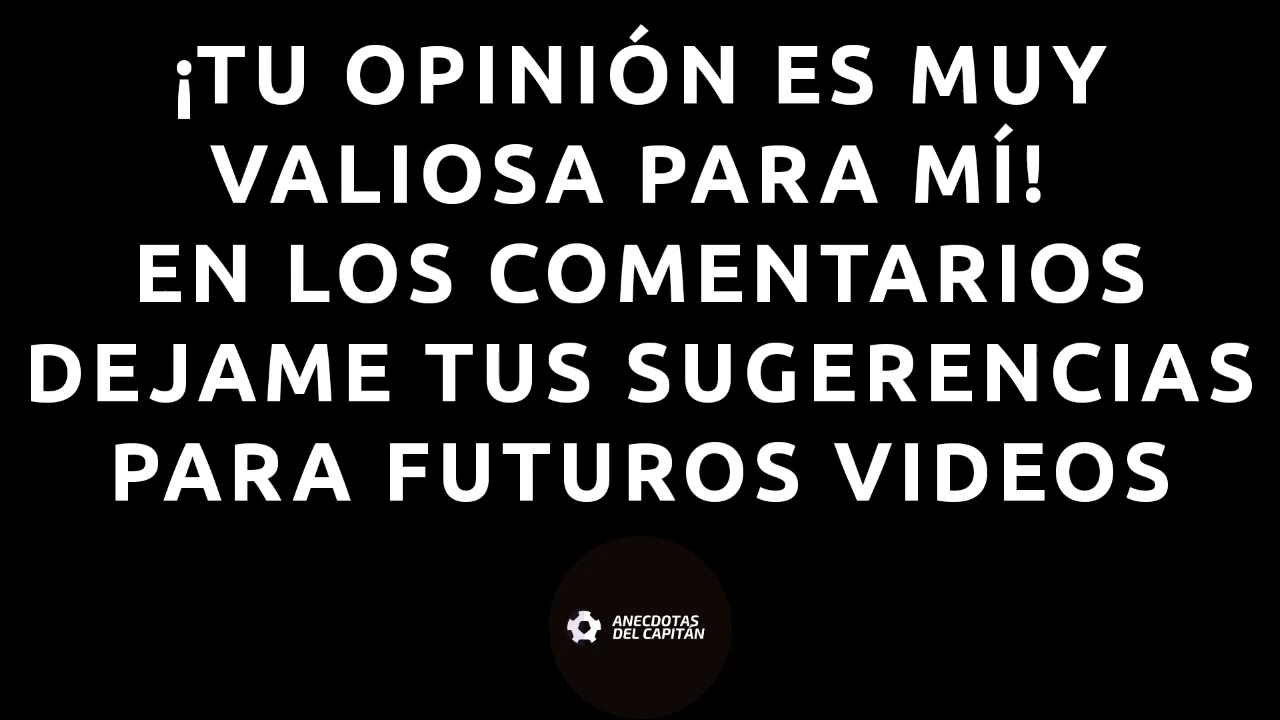 ¡TU OPINIÓN ES MUY
VALIOSA PARA MÍ!
EN LOS COMENTARIOS
DEJAME TUS SUGERENCIAS
PARA FUTUROS VIDEOS
ANECDOTAS
DEL CAPITÁN